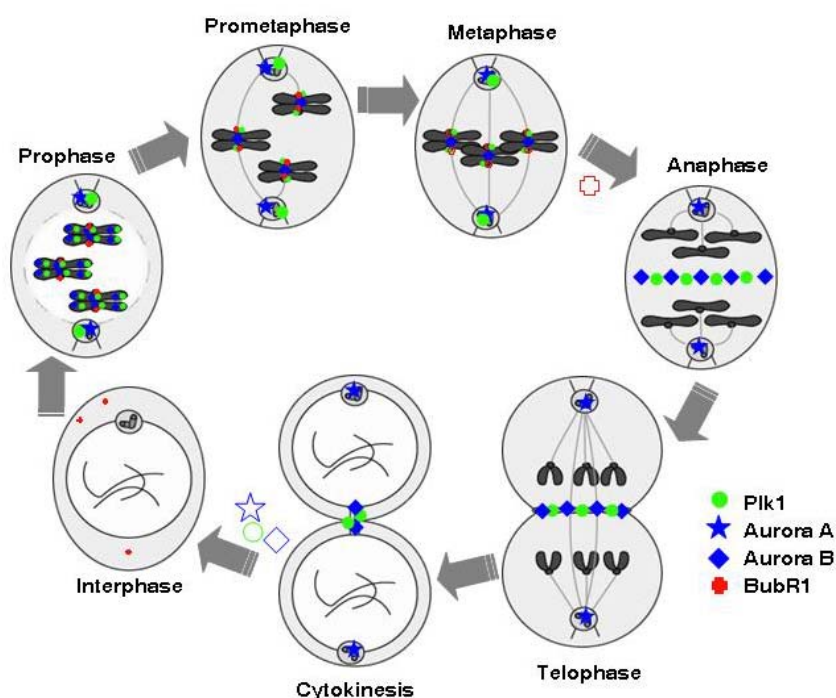 Prometaphase
Metaphase
Prophase
Anaphase
Interphase
Cytokinesis
Telophase
Plk1
Aurora A
Aurora B
BubR1